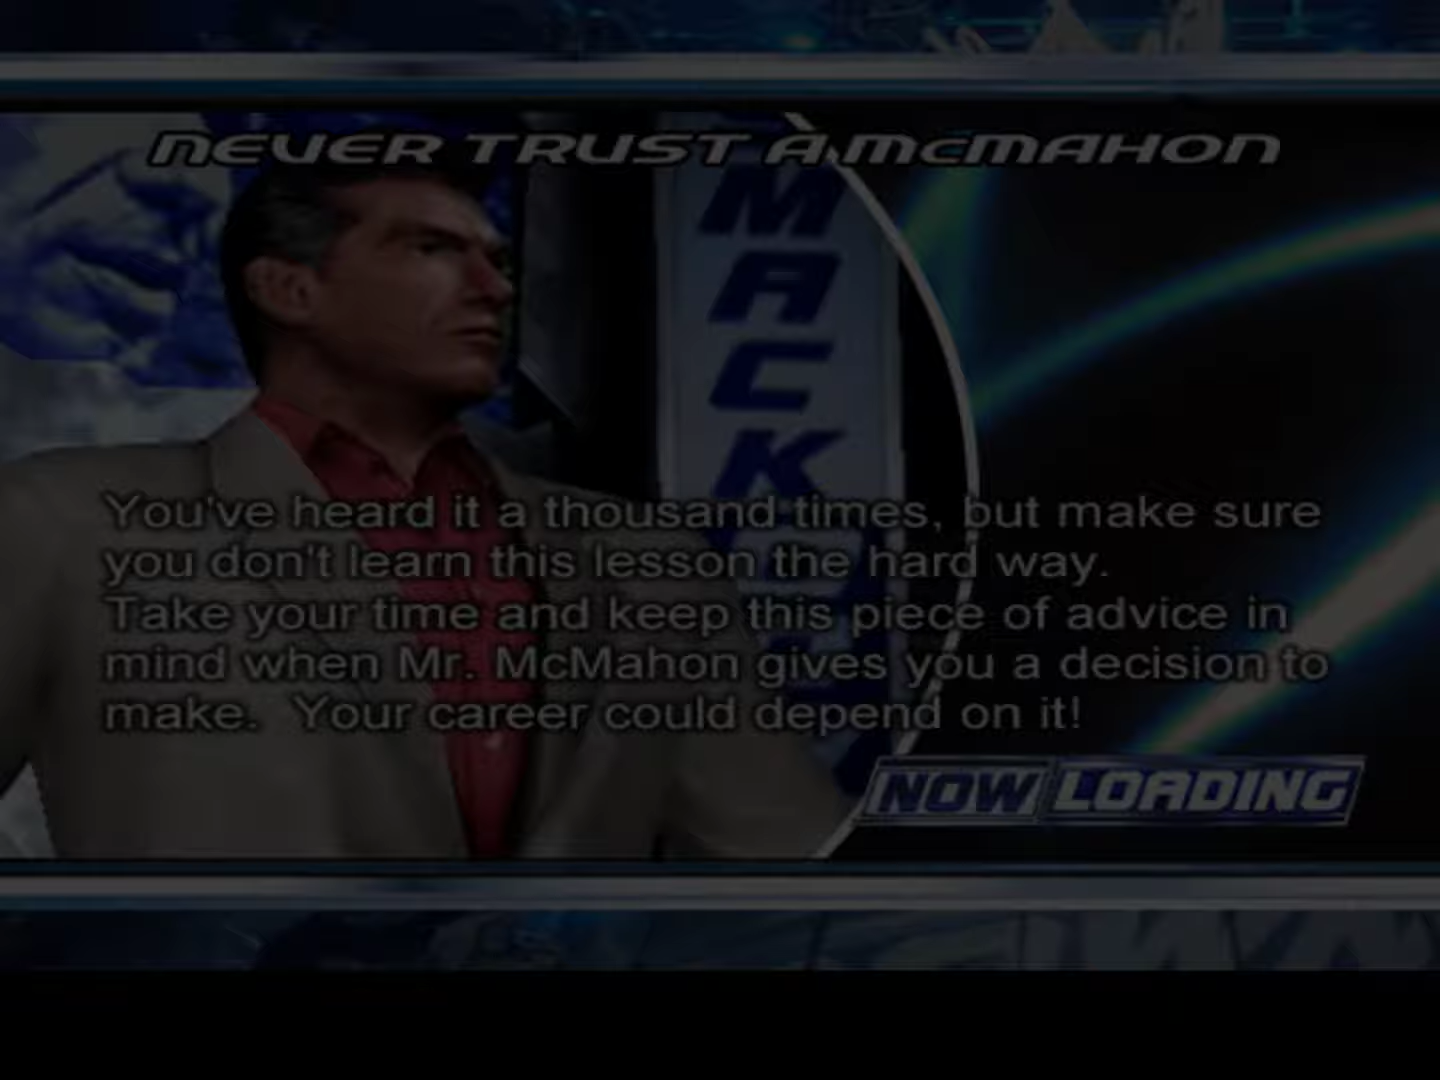 NEVER TRUST A McMAHON
MACK
You've heard it a thousand times, but make sure
you don't learn this lesson the hard way.
Take your time and keep this piece of advice in
mind when Mr. McMahon gives you a decision to
make.  Your career could depend on it!
NOW LOADING